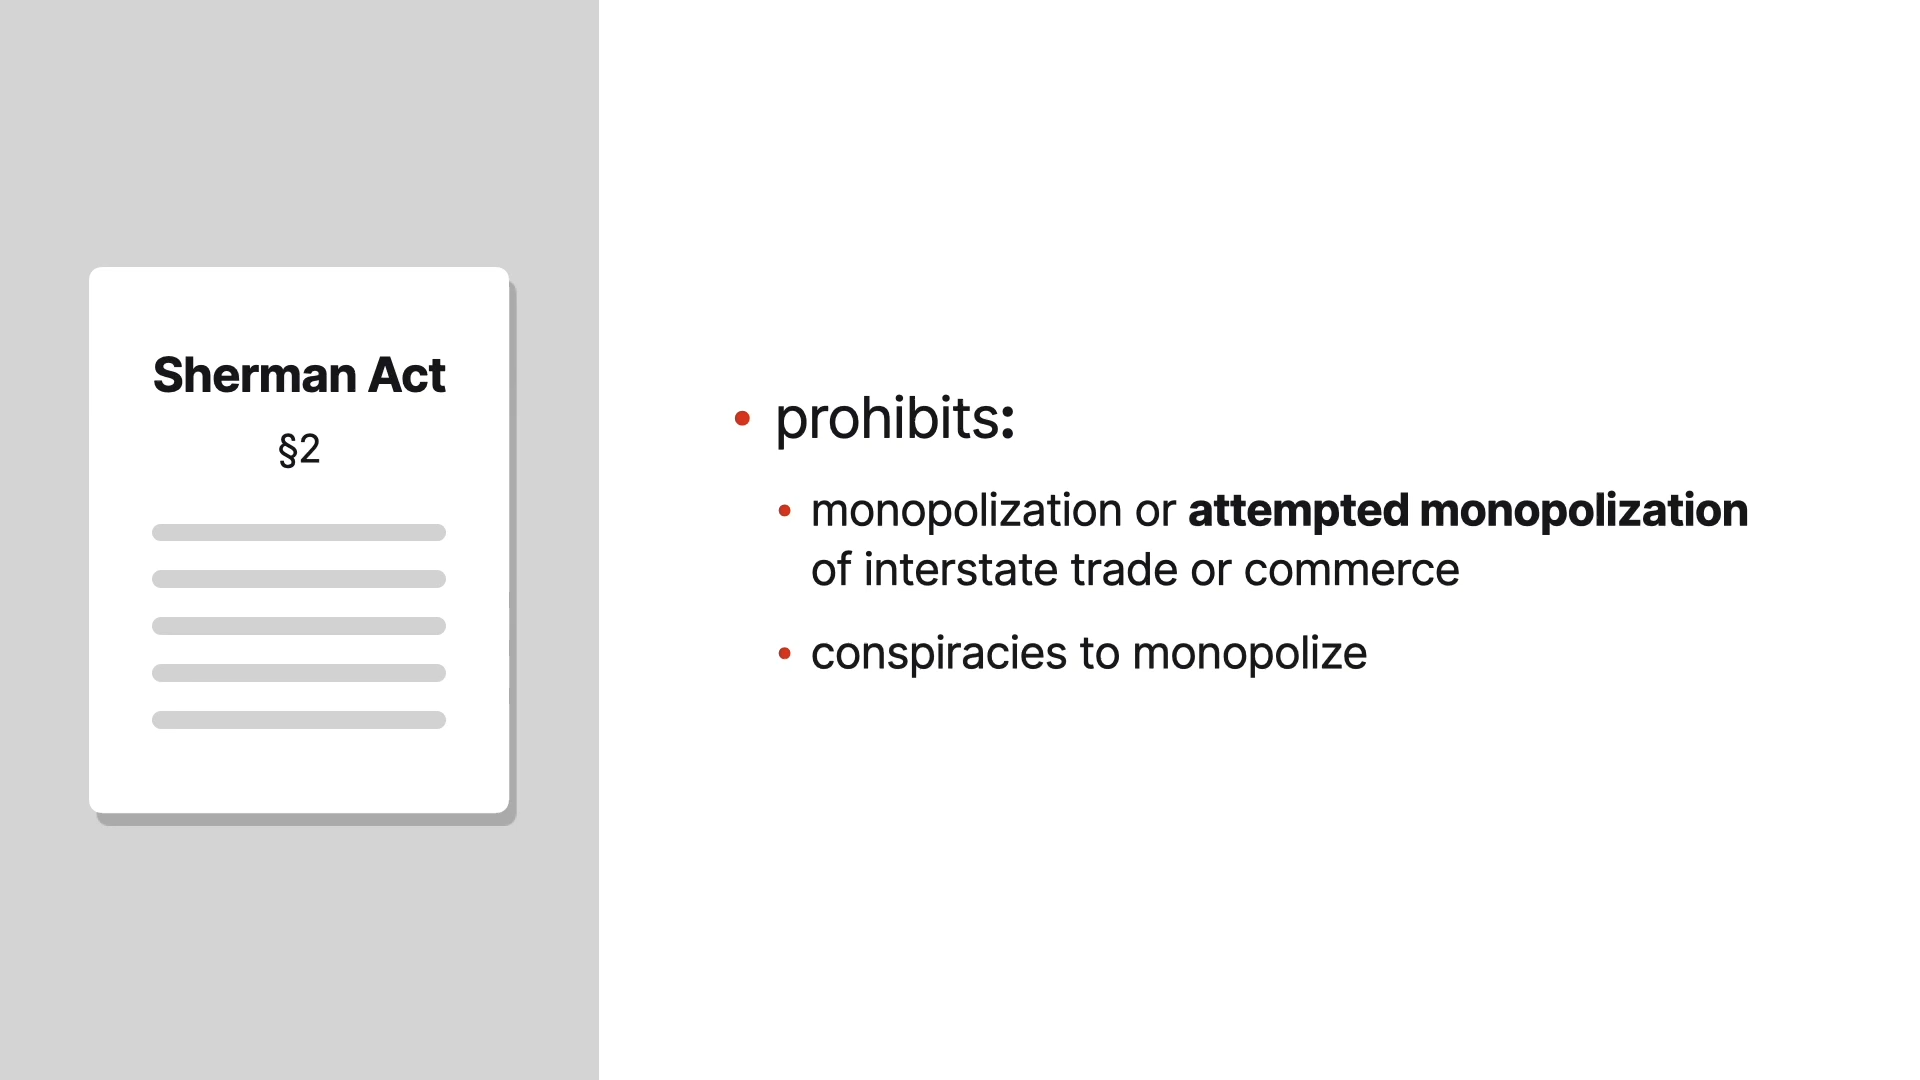 Sherman Act
§2
• prohibits:
• monopolization or attempted monopolization
of interstate trade or commerce
• conspiracies to monopolize